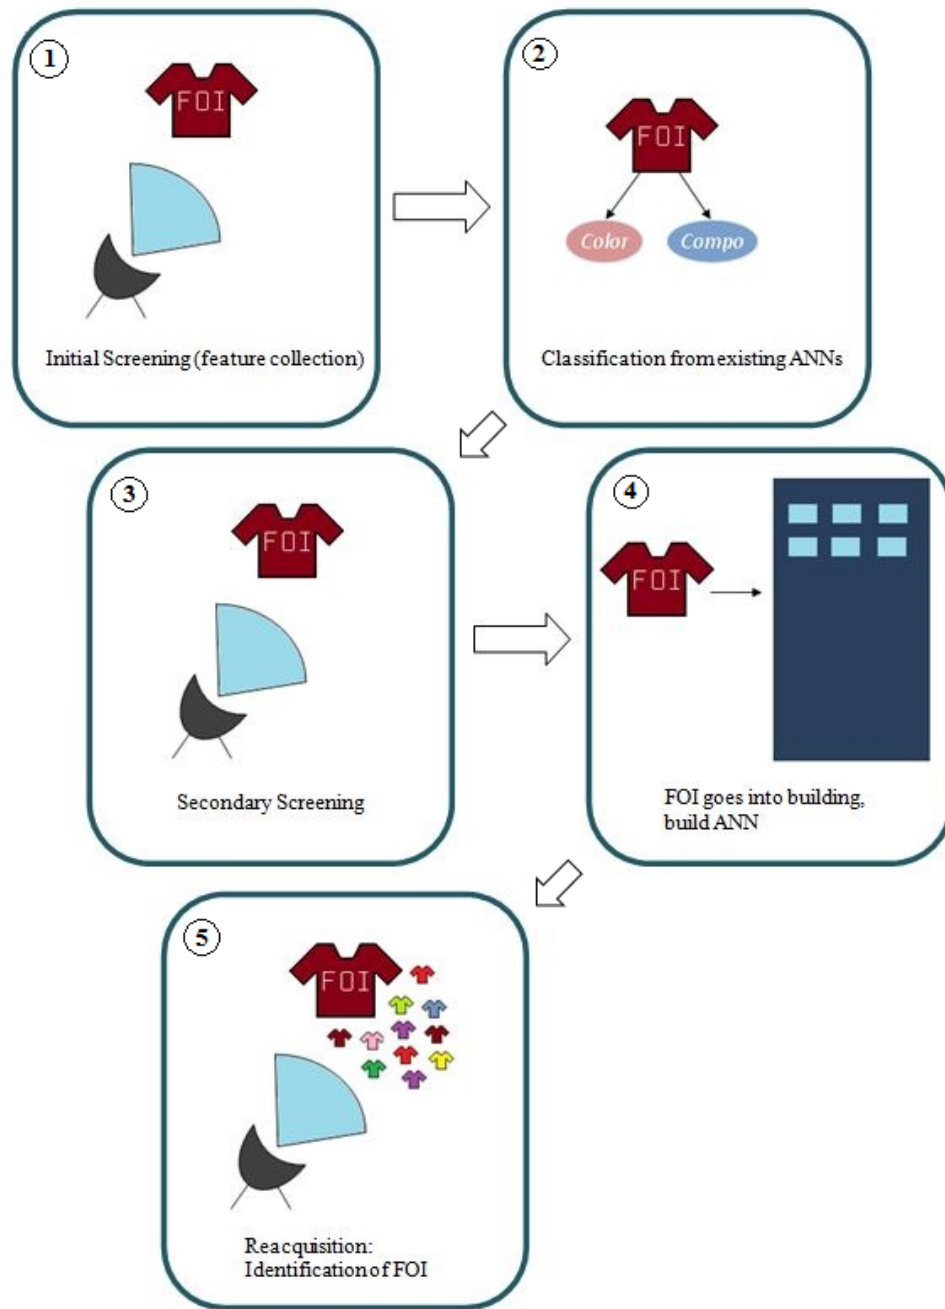 1
FOI
Initial Screening (feature collection)
2
FOI
Color
Compo
Classification from existing ANNs
3
FOI
Secondary Screening
4
FOI
FOI goes into building,
build ANN
5
FOI
Reacquisition:
Identification of FOI